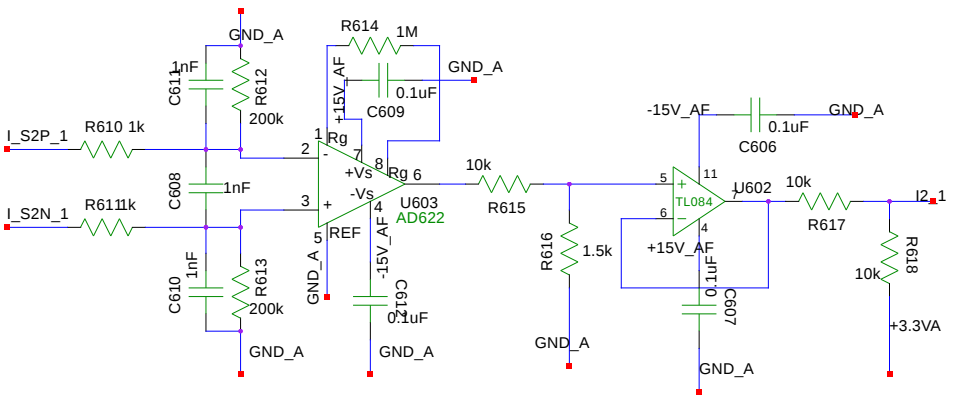 GND_A
1nF
C611
R612
200k
R610 1k
I_S2P_1
2
C608
1nF
I_S2N_1
R611
1k
3
1nF
C610
R613
200k
GND_A
R614
1M
+15V_AF
GND_A
0.1uF
C609
1
Rg
-
7
8
+Vs
Rg
6
-Vs
+
4
U603
AD622
5
REF
GND_A
-15V_AF
C612
0.1uF
GND_A
10k
R615
R616
1.5k
GND_A
-15V_AF
0.1uF
GND_A
C606
5
+
11
TL084
U602
7
6
-
4
+15V_AF
0.1uF
C607
GND_A
10k
R617
I2_1
R618
10k
+3.3VA